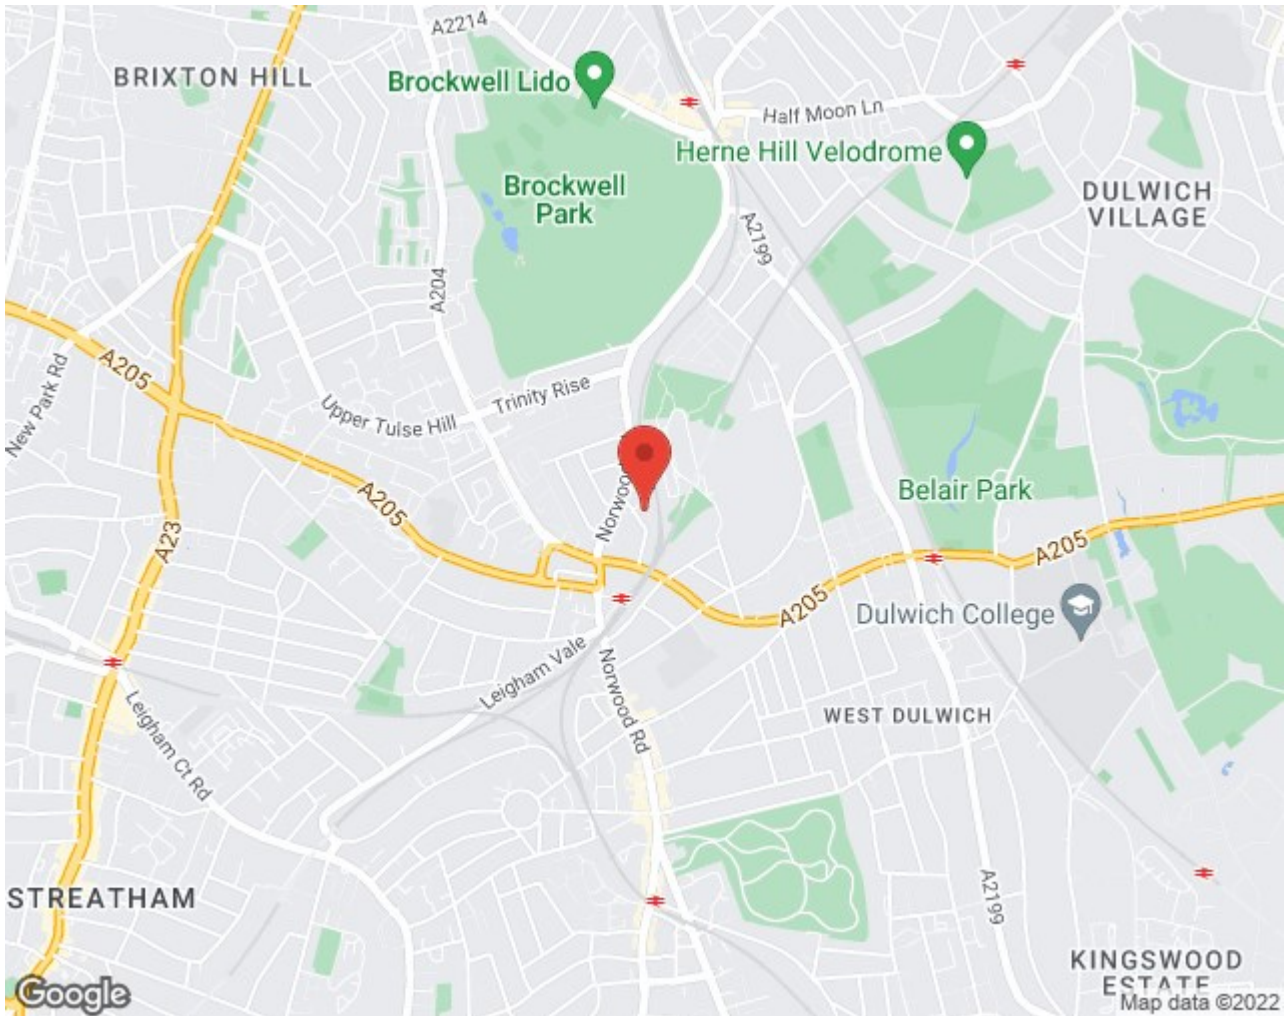 A2214
BRIXTON HILL
Brockwell Lido
Half Moon Ln
Herne Hill Velodrome
Brockwell
Park
DULWICH
VILLAGE
A2199
A204
A205
New Park Rd
Trinity Rise
Upper Tulse Hill
Norwood
A205
Belair Park
A23
A205
A205
Dulwich College
Leigham Vale
Norwood Rd
WEST DULWICH
Leigham Ct Rd
STREATHAM
A2199
KINGSWOOD
ESTATE
Google
Map data ©2022